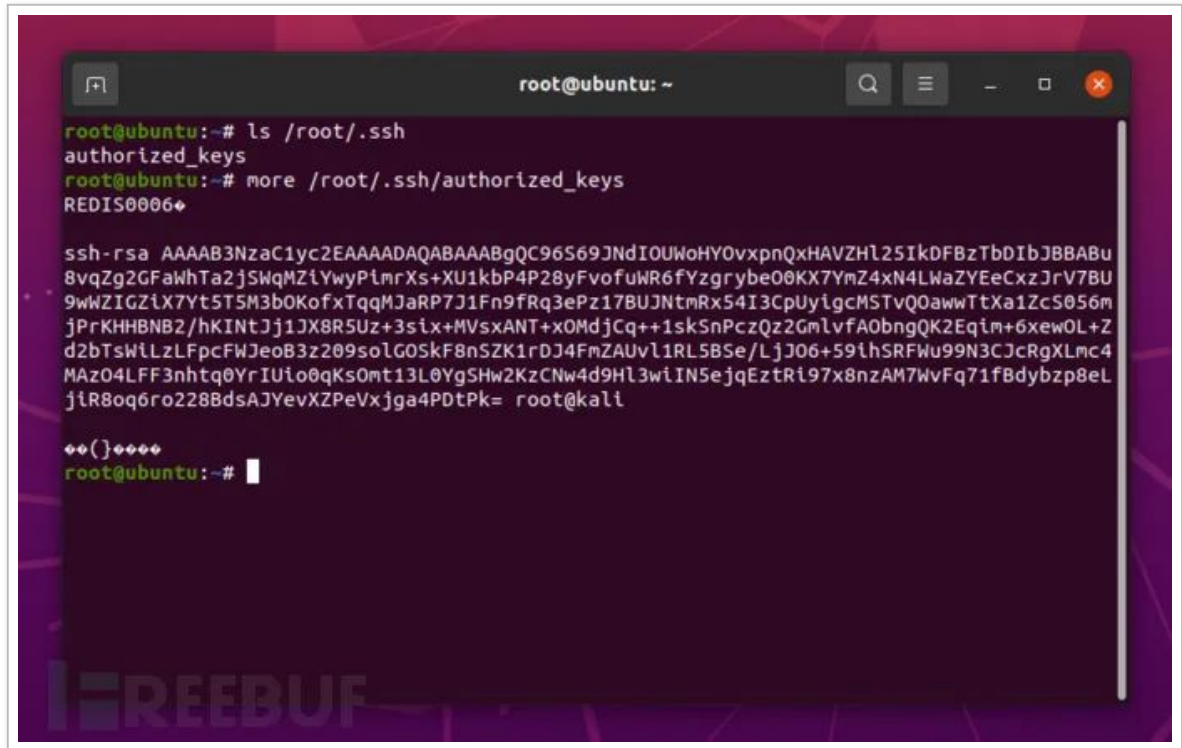 root@ubuntu: ~
root@ubuntu:~# ls /root/.ssh
authorized_keys
root@ubuntu:~# more /root/.ssh/authorized_keys
REDIS0006�
ssh-rsa AAAAB3NzaC1yc2EAAAADAQABAAABgQC96S69JNdIOUWoHYOvxpnQxHAVZHl25IkDFBzTbDIbJBBABu
8vqZg2GFaWhTa2jSWqMZiYwyPimrXs+XU1kbP4P28yFvofuWR6fYzgrybeO0KX7YmZ4xN4LWaZYEeCxzJrV7BU
9wWZIGZiX7Yt5T5M3bOKofxTqqMJaRP7J1Fn9fRq3ePz17BUJNtmRx54I3CpUyigcMSTvQOawwTtXa1ZcS056m
jPrKHHBNB2/hKINtJj1JX8R5Uz+3six+MVsxANT+xOMdjCq++1skSnPczQz2GmlvfAObngQK2Eqim+6xewOL+Z
d2bTsWiLzLFpcFWJeoB3z209solGOSkF8nSZK1rDJ4FmZAUvl1RL5BSe/LjJO6+59ihSRFWu99N3CJcRgXLmc4
MAzO4LFF3nhtq0YrIUio0qKsOmt13L0YgSHw2KzCNw4d9Hl3wiIN5ejqEztRi97x8nzAM7WvFq71fBdybzp8eL
jiR8oq6ro228BdsAJYevXZPeVxjga4PDtPk= root@kali
��(}����
root@ubuntu:~#
FREEBUF